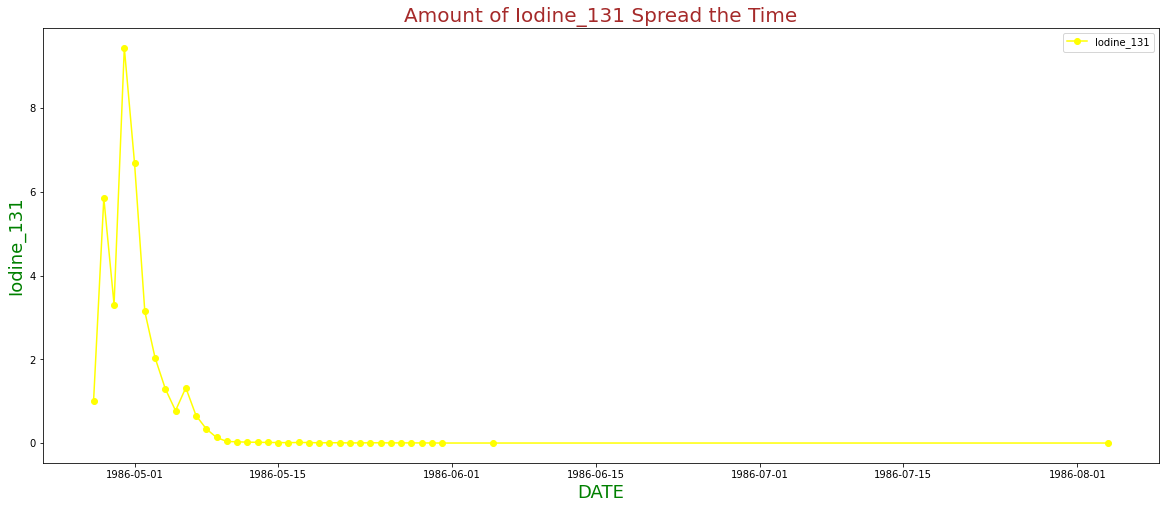 Amount of Iodine_131 Spread the Time
Iodine_131
Iodine_131
8
6
4
2
0
1986-05-01 1986-05-15 1986-06-01 1986-06-15 1986-07-01 1986-07-15 1986-08-01
DATE